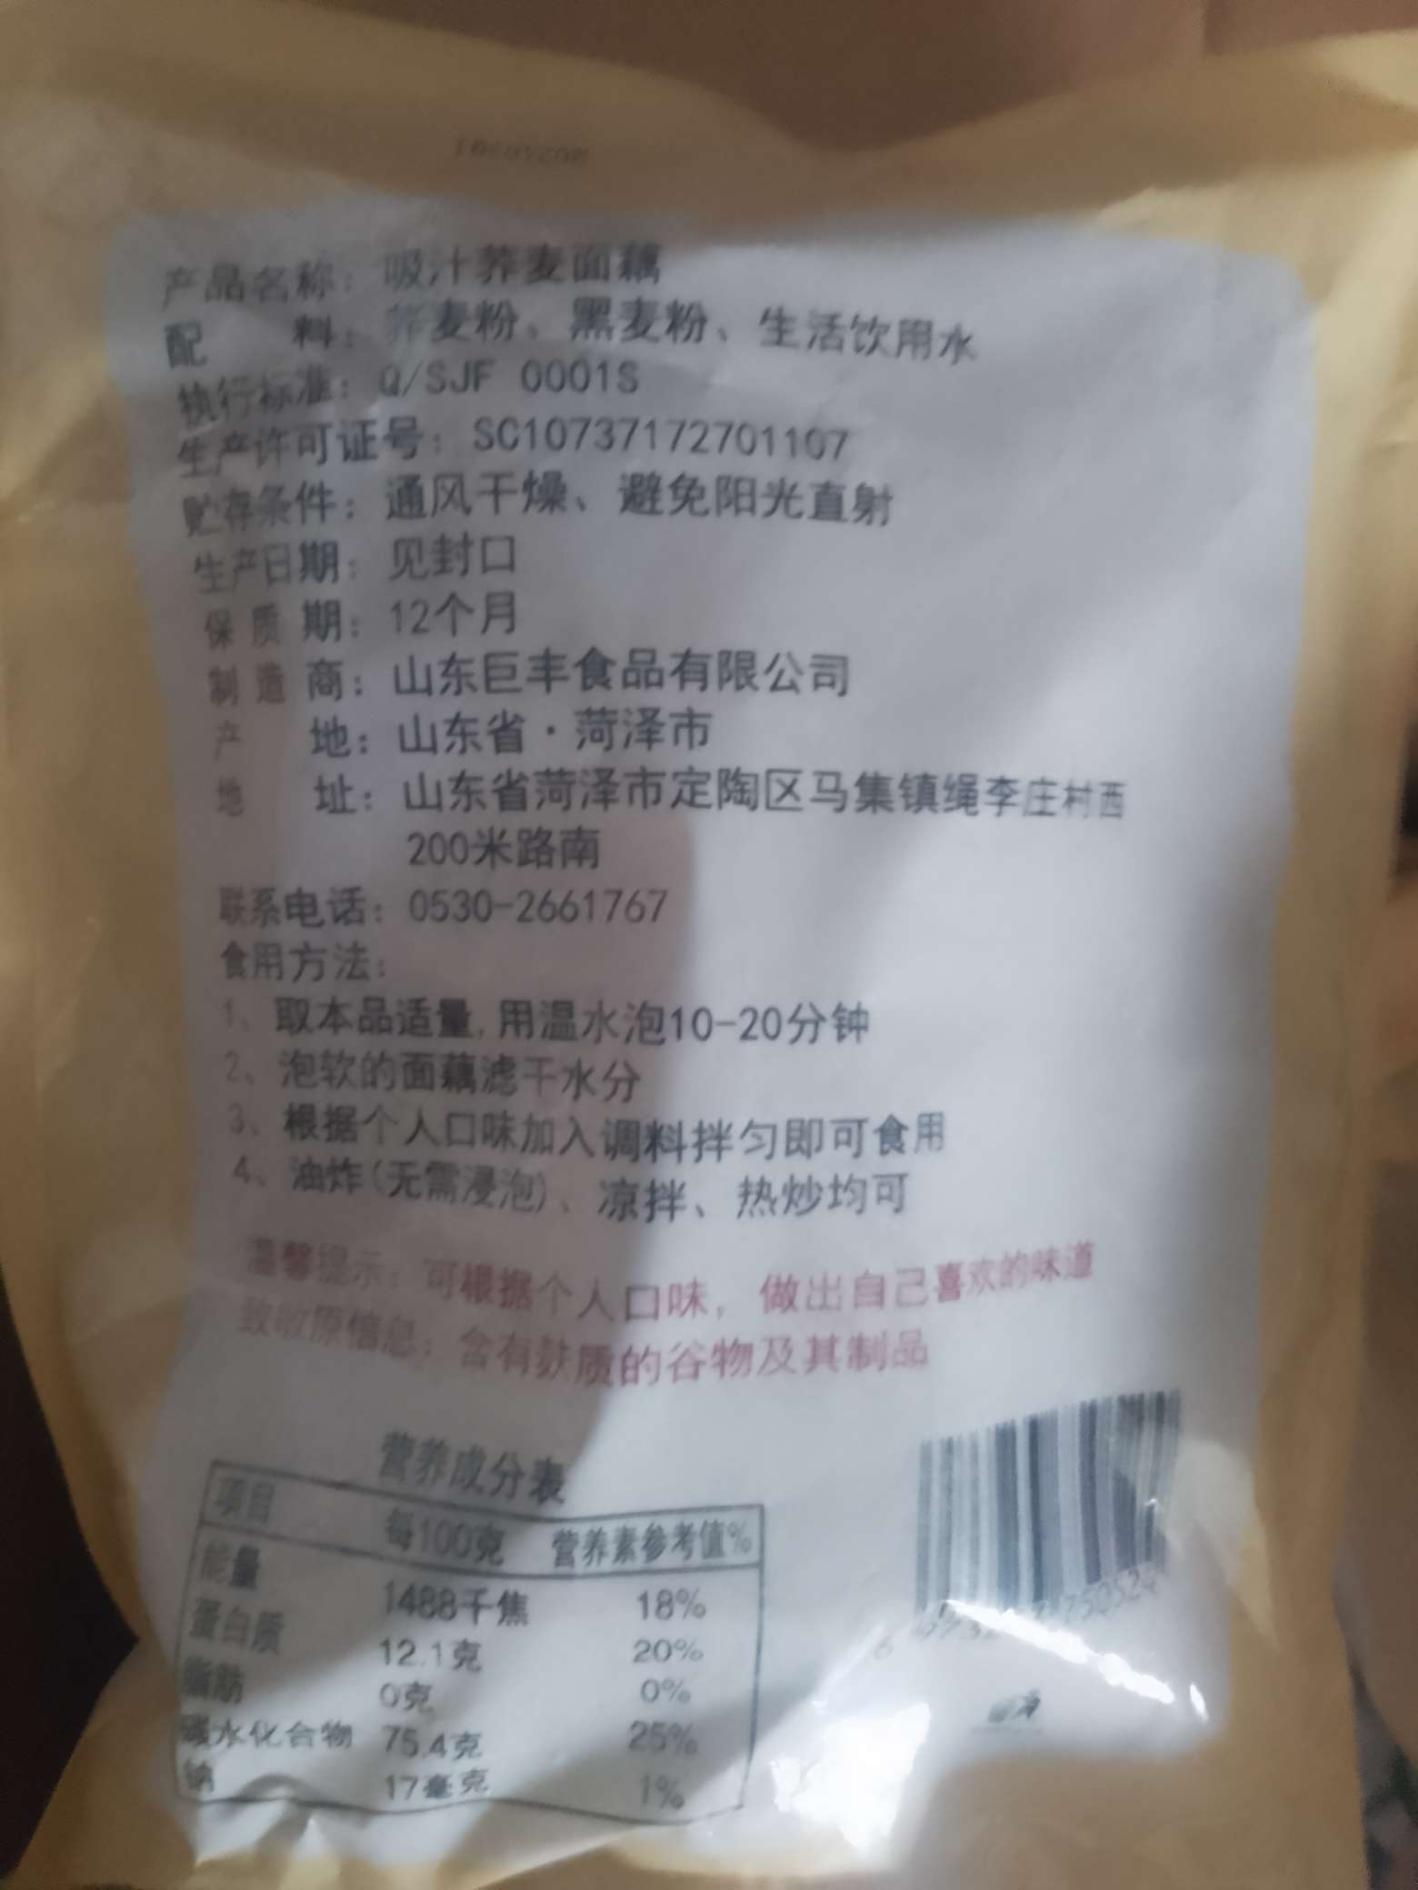 产品名称：吸汁荞麦面藕
配 料：荞麦粉、黑麦粉、生活饮用水
执行标准：Q/SJF 0001S
生产许可证号：SC10737172701107
贮存条件：通风干燥、避免阳光直射
生产日期：见封口
保质期：12个月
制造商：山东巨丰食品有限公司
产 地：山东省·菏泽市
地 址：山东省菏泽市定陶区马集镇绳李庄村西
200米路南
联系电话：0530-2661767
食用方法：
1、取本品适量,用温水泡10-20分钟
2、泡软的面藕滤干水分
3、根据个人口味加入调料拌匀即可食用
4、油炸(无需浸泡)、凉拌、热炒均可
温馨提示：可根据个人口味，做出自己喜欢的味道
致敏原信息：含有麸质的谷物及其制品
营养成分表
项目 每100克 营养素参考值%
能量 1488千焦 18%
蛋白质 12.1克 20%
脂肪 0克 0%
碳水化合物 75.4克 25%
钠 17毫克 1%